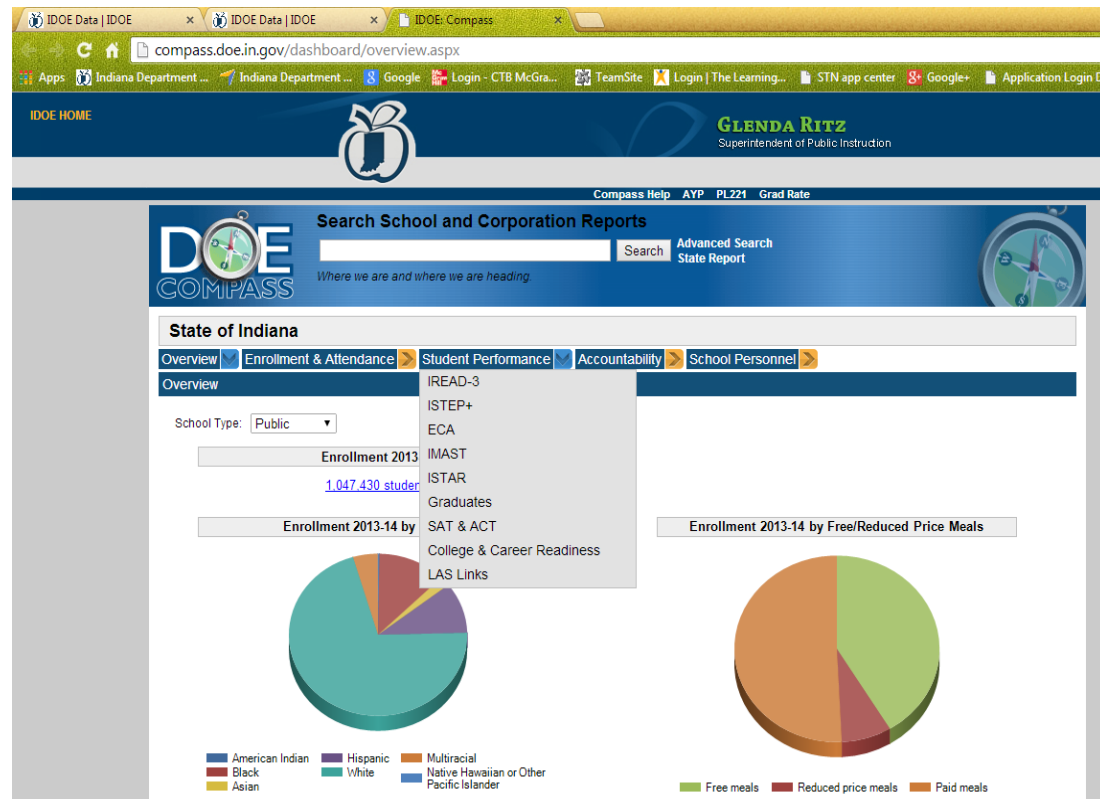 IDOE Data | IDOE
IDOE Data | IDOE
IDOE: Compass
compass.doe.in.gov/dashboard/overview.aspx
Apps Indiana Department ... Indiana Department ... Google Login - CTB McGra... TeamSite Login | The Learning... STN app center Google+ Application Login
IDOE HOME
GLENDA RITZ
Superintendent of Public Instruction
Compass Help AYP PL221 Grad Rate
DOE
COMPASS
Search School and Corporation Reports
Search
Advanced Search
State Report
Where we are and where we are heading.
State of Indiana
Overview Enrollment & Attendance Student Performance Accountability School Personnel
Overview
IREAD-3
ISTEP+
ECA
IMAST
ISTAR
Graduates
SAT & ACT
College & Career Readiness
LAS Links
School Type: Public
Enrollment 2013
1,047,430 studen
Enrollment 2013-14 by
Enrollment 2013-14 by Free/Reduced Price Meals
American Indian Hispanic Multiracial
Black White Native Hawaiian or Other
Pacific Islander
Asian
Free meals Reduced price meals Paid meals